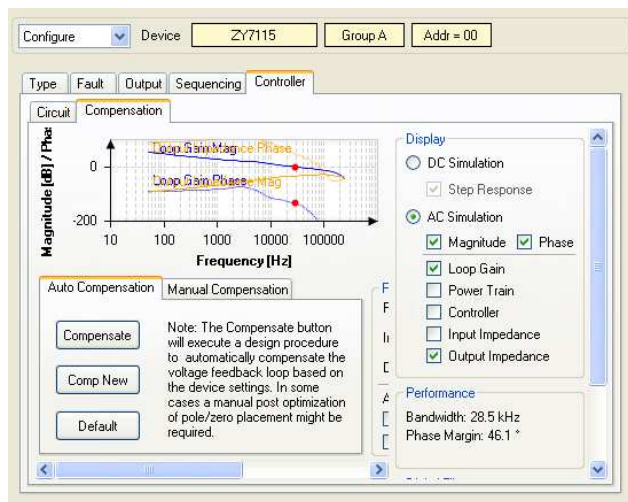 Configure Device ZY7115 Group A Addr = 00
Type Fault Output Sequencing Controller
Circuit Compensation
Magnitude [dB] / Pha
0
-200
Loop Gain Mag
Phase
Loop Gain Phase
Mag
10 100 1000 10000 100000
Frequency [Hz]
Auto Compensation Manual Compensation
Compensate
Comp New
Default
Note: The Compensate button
will execute a design procedure
to automatically compensate the
voltage feedback loop based on
the device settings. In some
cases a manual post optimization
of pole/zero placement might be
required.
Display
DC Simulation
Step Response
AC Simulation
Magnitude Phase
Loop Gain
Power Train
Controller
Input Impedance
Output Impedance
Performance
Bandwidth: 28.5 kHz
Phase Margin: 46.1 °